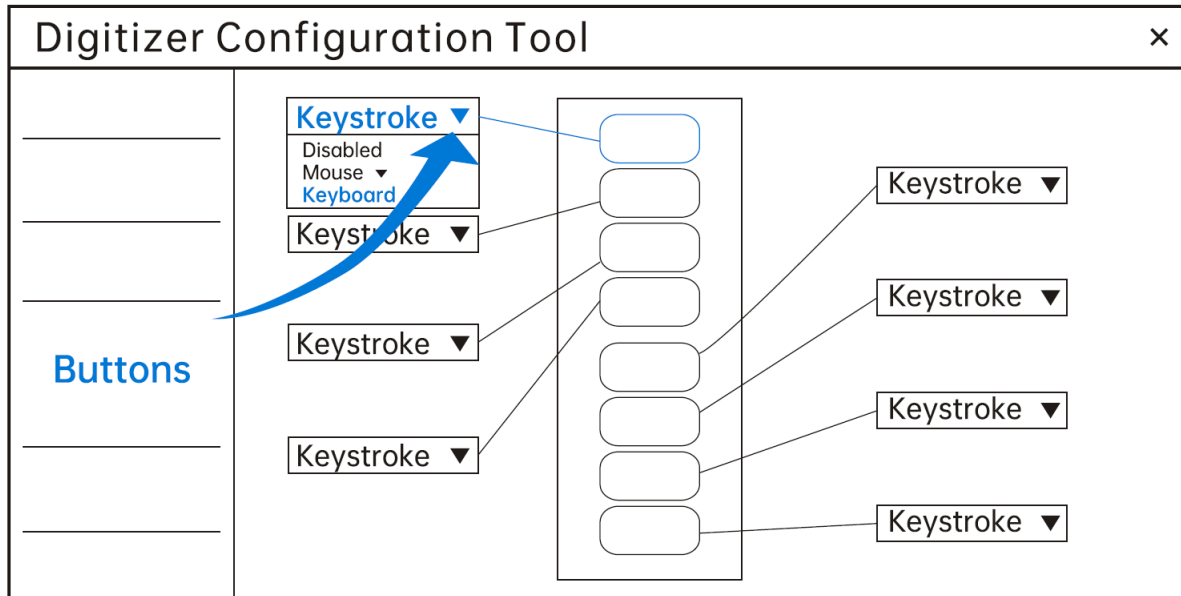 Digitizer Configuration Tool ×
Buttons
Keystroke ▼
Disabled
Mouse ▼
Keyboard
Keystroke ▼
Keystroke ▼
Keystroke ▼
Keystroke ▼
Keystroke ▼
Keystroke ▼
Keystroke ▼